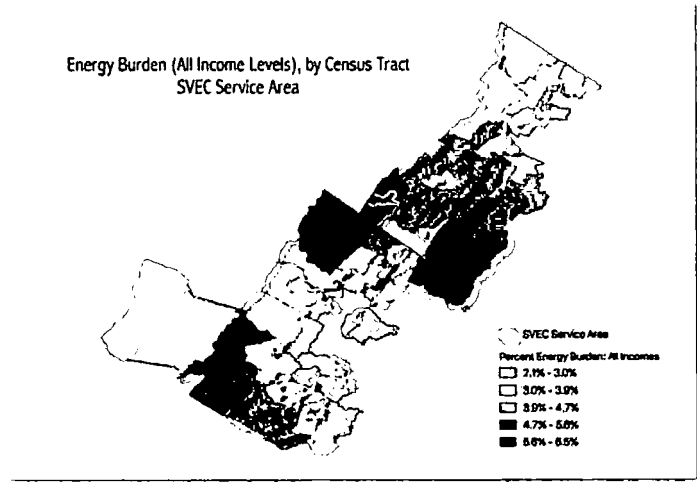 Energy Burden (All Income Levels), by Census Tract
SVEC Service Area
SVEC Service Area
Percent Energy Burden: All Incomes
2.1% - 3.0%
3.0% - 3.9%
3.9% - 4.7%
4.7% - 5.6%
5.6% - 6.5%